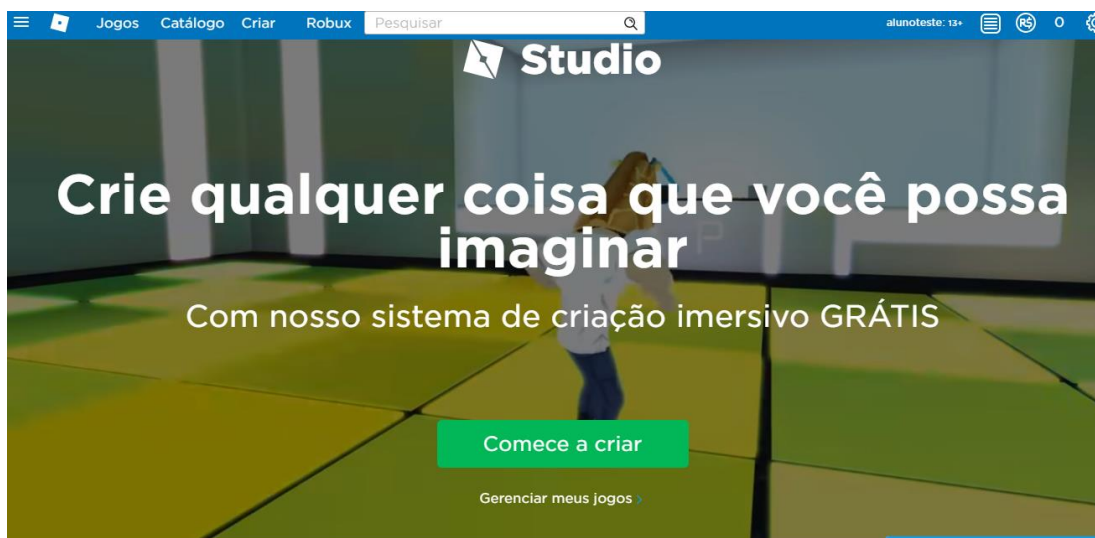 Jogos Catálogo Criar Robux Pesquisar alunoteste: 13+ R$ 0
Studio
Crie qualquer coisa que você possa
imaginar
Com nosso sistema de criação imersivo GRÁTIS
Comece a criar
Gerenciar meus jogos >